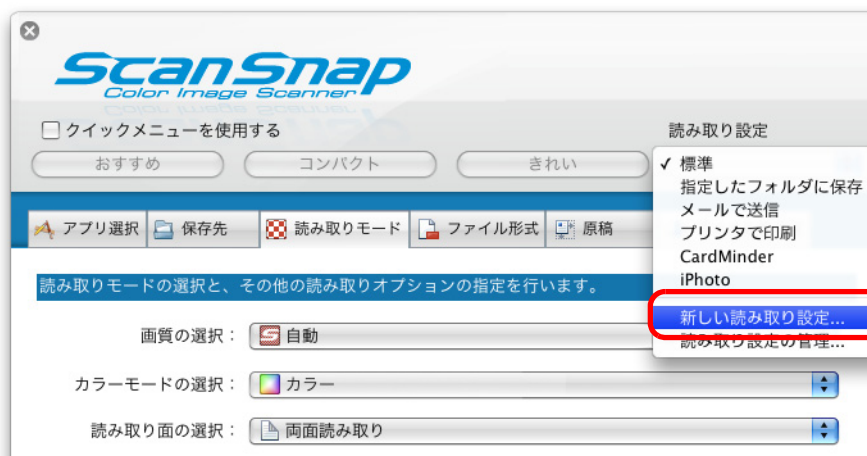 ScanSnap
Color Image Scanner
クイックメニューを使用する
読み取り設定
おすすめ
コンパクト
きれい
✓ 標準
指定したフォルダに保存
メールで送信
プリンタで印刷
CardMinder
iPhoto
新しい読み取り設定...
読み取り設定の管理...
アプリ選択
保存先
読み取りモード
ファイル形式
原稿
読み取りモードの選択と、その他の読み取りオプションの指定を行います。
画質の選択：
自動
カラーモードの選択：
カラー
読み取り面の選択：
両面読み取り